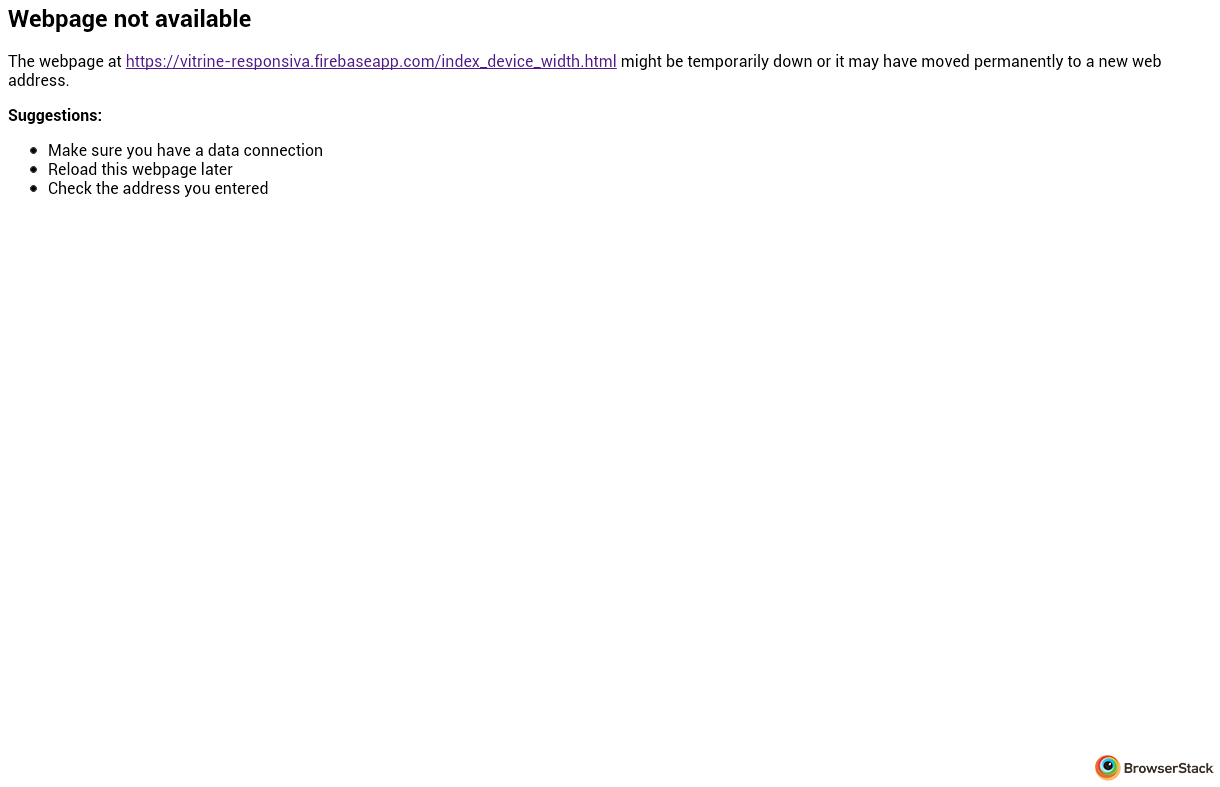 Webpage not available
The webpage at https://vitrine-responsiva.firebaseapp.com/index_device_width.html might be temporarily down or it may have moved permanently to a new web
address.
Suggestions:
Make sure you have a data connection
Reload this webpage later
Check the address you entered
BrowserStack